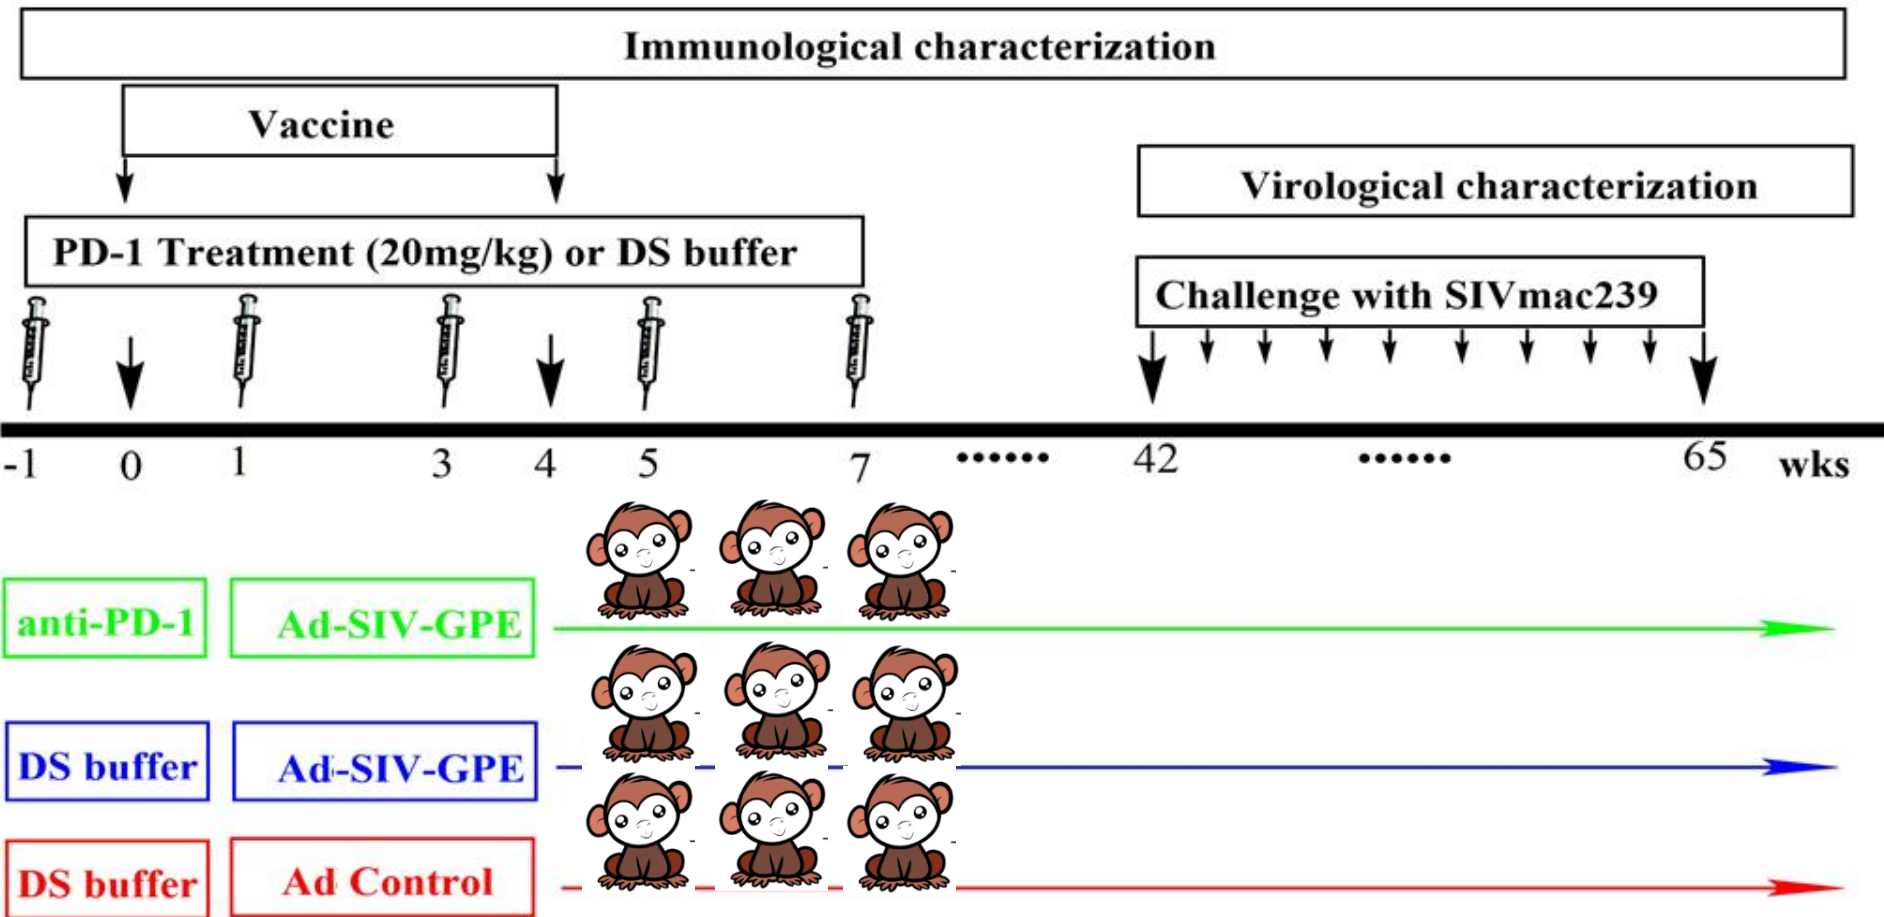 Immunological characterization
Vaccine
Virological characterization
PD-1 Treatment (20mg/kg) or DS buffer
Challenge with SIVmac239
-1 0 1 3 4 5 7 ...... 42 ...... 65 wks
anti-PD-1 Ad-SIV-GPE
DS buffer Ad-SIV-GPE
DS buffer Ad Control